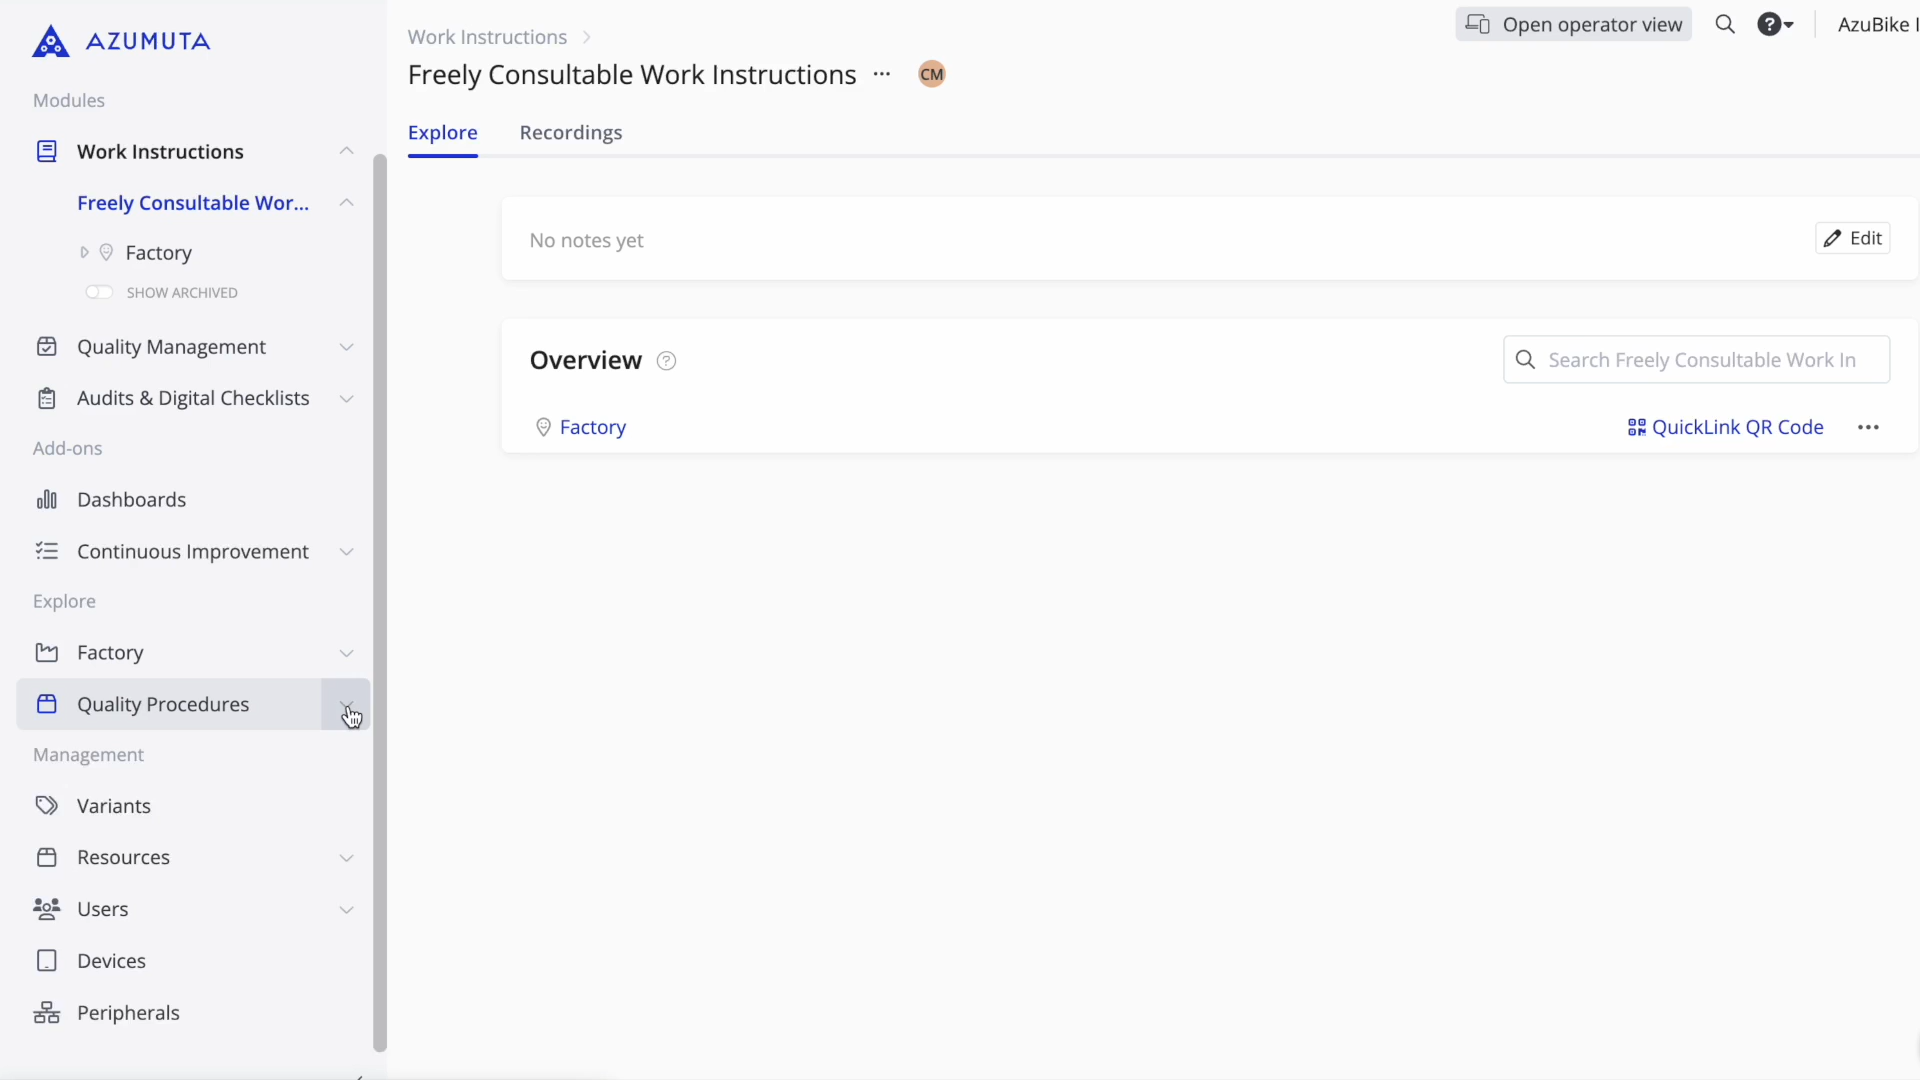 AZUMUTA
Modules
Work Instructions
Freely Consultable Wor...
Factory
SHOW ARCHIVED
Quality Management
Audits & Digital Checklists
Add-ons
Dashboards
Continuous Improvement
Explore
Factory
Quality Procedures
Management
Variants
Resources
Users
Devices
Peripherals
Work Instructions
Open operator view
AzuBike I
Freely Consultable Work Instructions
CM
Explore Recordings
No notes yet
Edit
Overview
Search Freely Consultable Work In
Factory
QuickLink QR Code